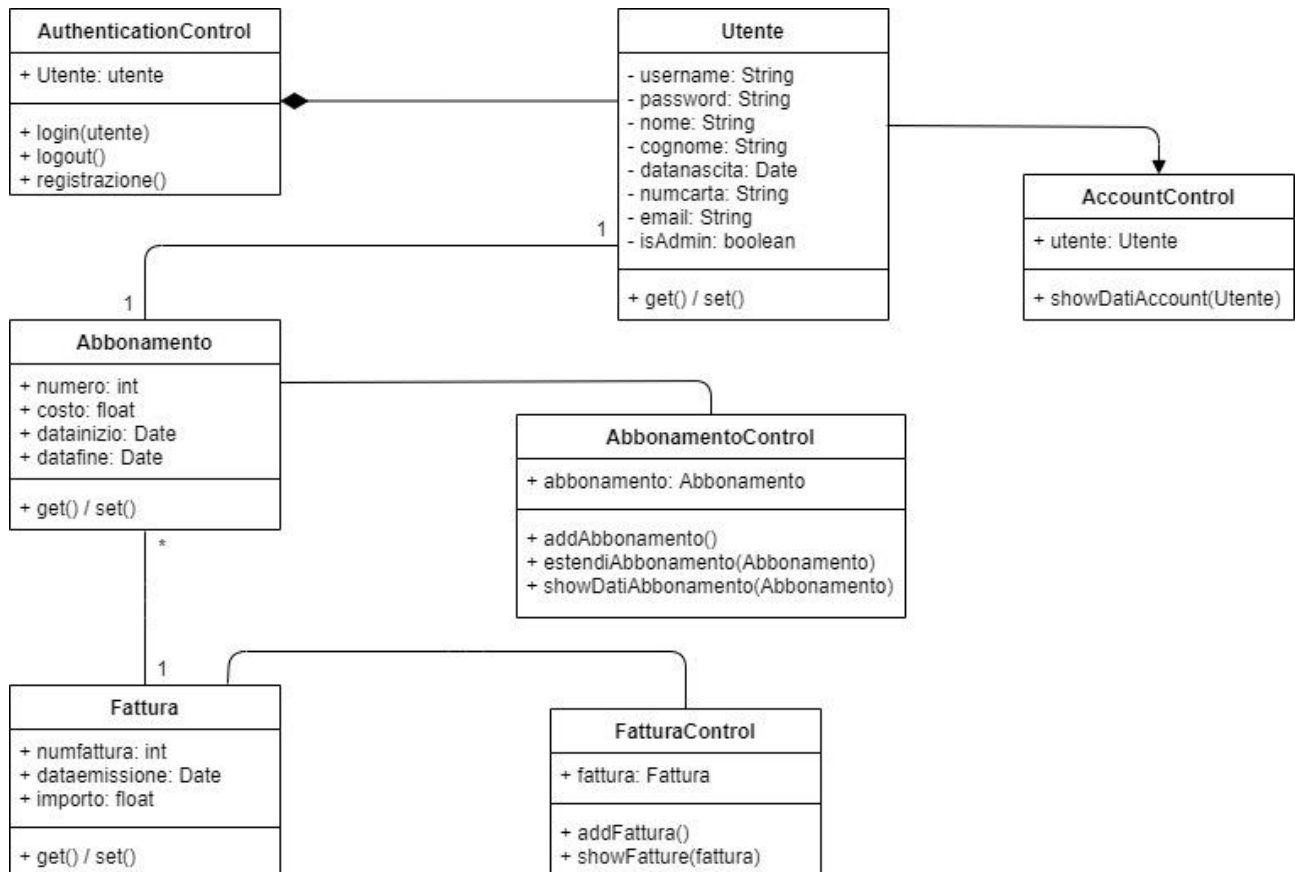 AuthenticationControl
+ Utente: utente
+ login(utente)
+ logout()
+ registrazione()
Utente
- username: String
- password: String
- nome: String
- cognome: String
- datanascita: Date
- numcarta: String
- email: String
- isAdmin: boolean
+ get() / set()
AccountControl
+ utente: Utente
+ showDatiAccount(Utente)
1
1
Abbonamento
+ numero: int
+ costo: float
+ datainizio: Date
+ datafine: Date
+ get() / set()
AbbonamentoControl
+ abbonamento: Abbonamento
+ addAbbonamento()
+ estendiAbbonamento(Abbonamento)
+ showDatiAbbonamento(Abbonamento)
*
1
Fattura
+ numfattura: int
+ dataemissione: Date
+ importo: float
+ get() / set()
FatturaControl
+ fattura: Fattura
+ addFattura()
+ showFatture(fattura)